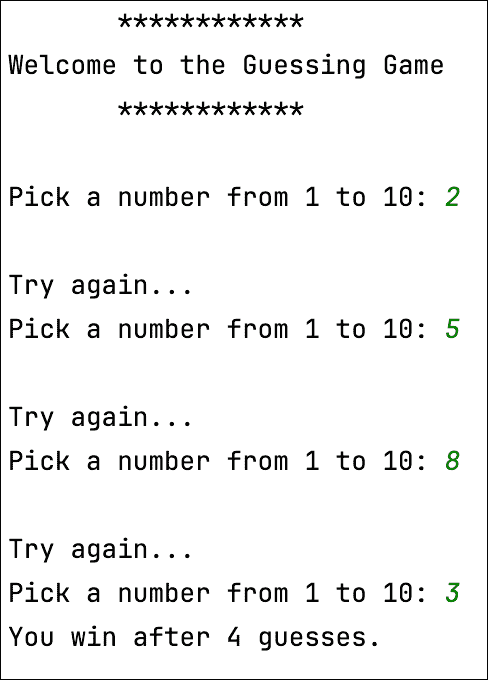 ************
Welcome to the Guessing Game
************
Pick a number from 1 to 10: 2
Try again...
Pick a number from 1 to 10: 5
Try again...
Pick a number from 1 to 10: 8
Try again...
Pick a number from 1 to 10: 3
You win after 4 guesses.